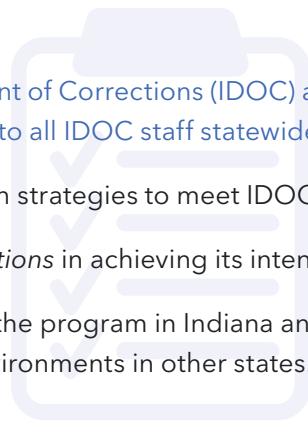 nt of Corrections (IDOC) a
to all IDOC staff statewide
n strategies to meet IDOC
tions in achieving its inten
the program in Indiana an
ironments in other states.